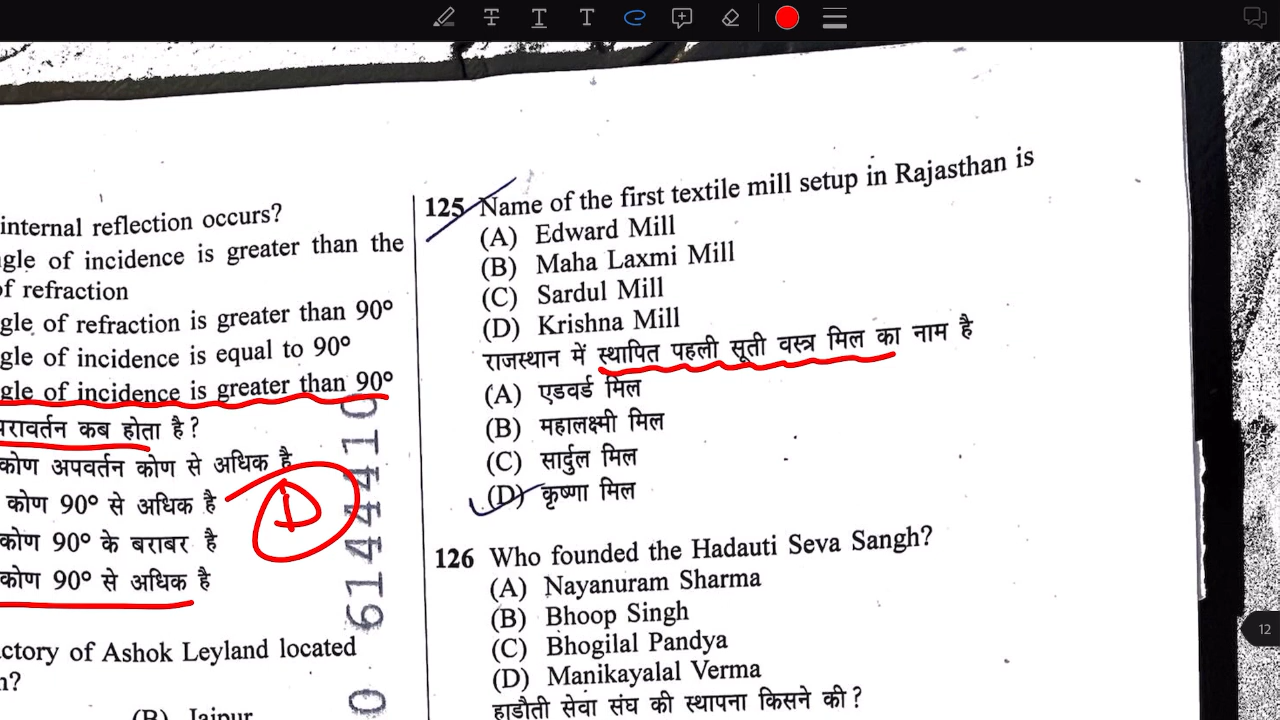 internal reflection occurs?
gle of incidence is greater than the
of refraction
gle of refraction is greater than 90°
gle of incidence is equal to 90°
gle of incidence is greater than 90°
परावर्तन कब होता है?
कोण अपवर्तन कोण से अधिक है
कोण 90° से अधिक है
कोण 90° के बराबर है
कोण 90° से अधिक है
D
ctory of Ashok Leyland located
n?
(B) Jaipur
6144410
0
125 Name of the first textile mill setup in Rajasthan is
(A) Edward Mill
(B) Maha Laxmi Mill
(C) Sardul Mill
(D) Krishna Mill
राजस्थान में स्थापित पहली सूती वस्त्र मिल का नाम है
(A) एडवर्ड मिल
(B) महालक्ष्मी मिल
(C) सार्दुल मिल
(D) कृष्णा मिल
126 Who founded the Hadauti Seva Sangh?
(A) Nayanuram Sharma
(B) Bhoop Singh
(C) Bhogilal Pandya
(D) Manikayalal Verma
हाडौती सेवा संघ की स्थापना किसने की?
12